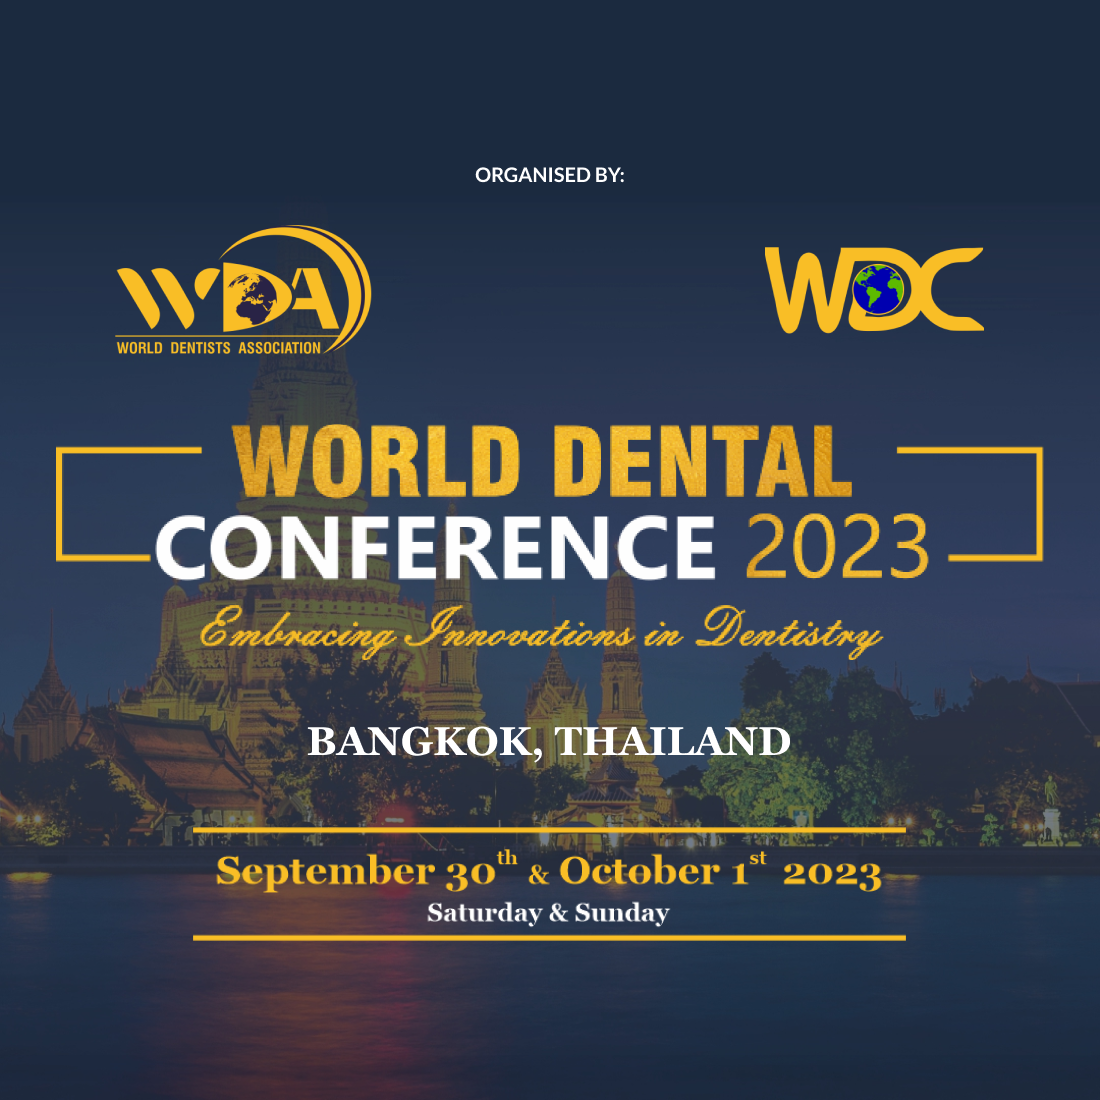 ORGANISED BY:
WDA
WORLD DENTISTS ASSOCIATION
WDC
WORLD DENTAL
CONFERENCE 2023
Embracing Innovations in Dentistry
BANGKOK, THAILAND
September 30th & October 1st 2023
Saturday & Sunday